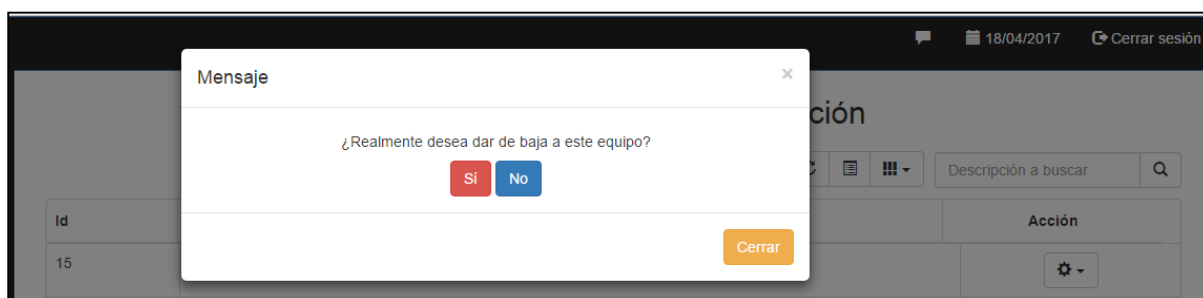 18/04/2017 Cerrar sesión
Mensaje ×
ción
¿Realmente desea dar de baja a este equipo?
Sí No
Descripción a buscar
Id Acción
Cerrar
15